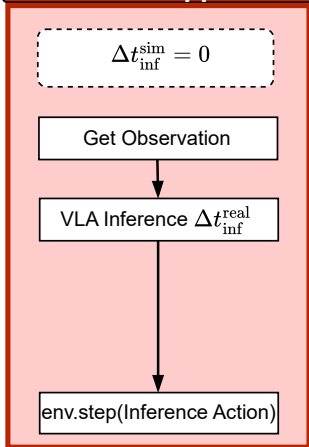 Δt_inf^sim = 0
Get Observation
VLA Inference Δt_inf^real
env.step(Inference Action)